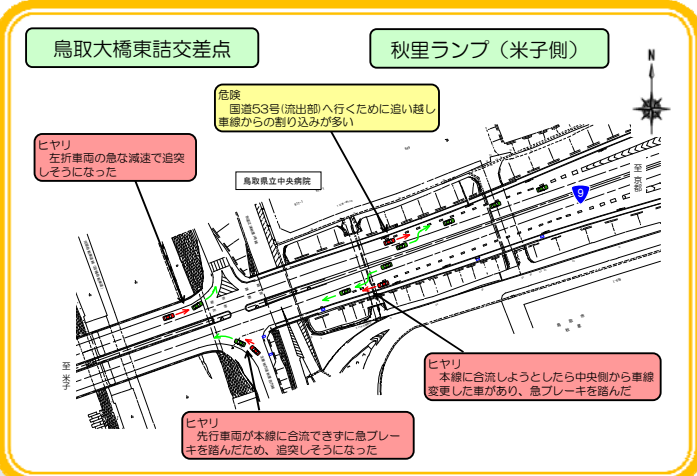 鳥取大橋東詰交差点
秋里ランプ（米子側）
N
危険
国道53号(流出部)へ行くために追い越し
車線からの割り込みが多い
ヒヤリ
左折車両の急な減速で追突
しそうになった
鳥取県立中央病院
至 京都
9
至 米子
ヒヤリ
本線に合流しようとしたら中央側から車線
変更した車があり、急ブレーキを踏んだ
ヒヤリ
先行車両が本線に合流できずに急ブレー
キを踏んだため、追突しそうになった